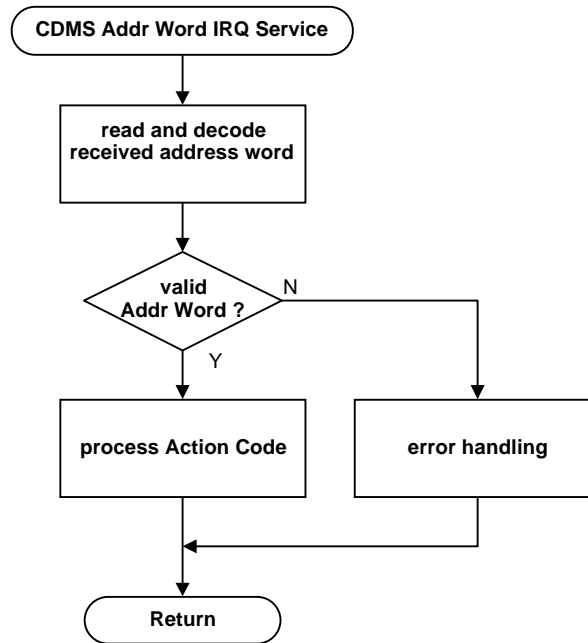 CDMS Addr Word IRQ Service
read and decode
received address word
valid
Addr Word ?
N
Y
process Action Code
error handling
Return